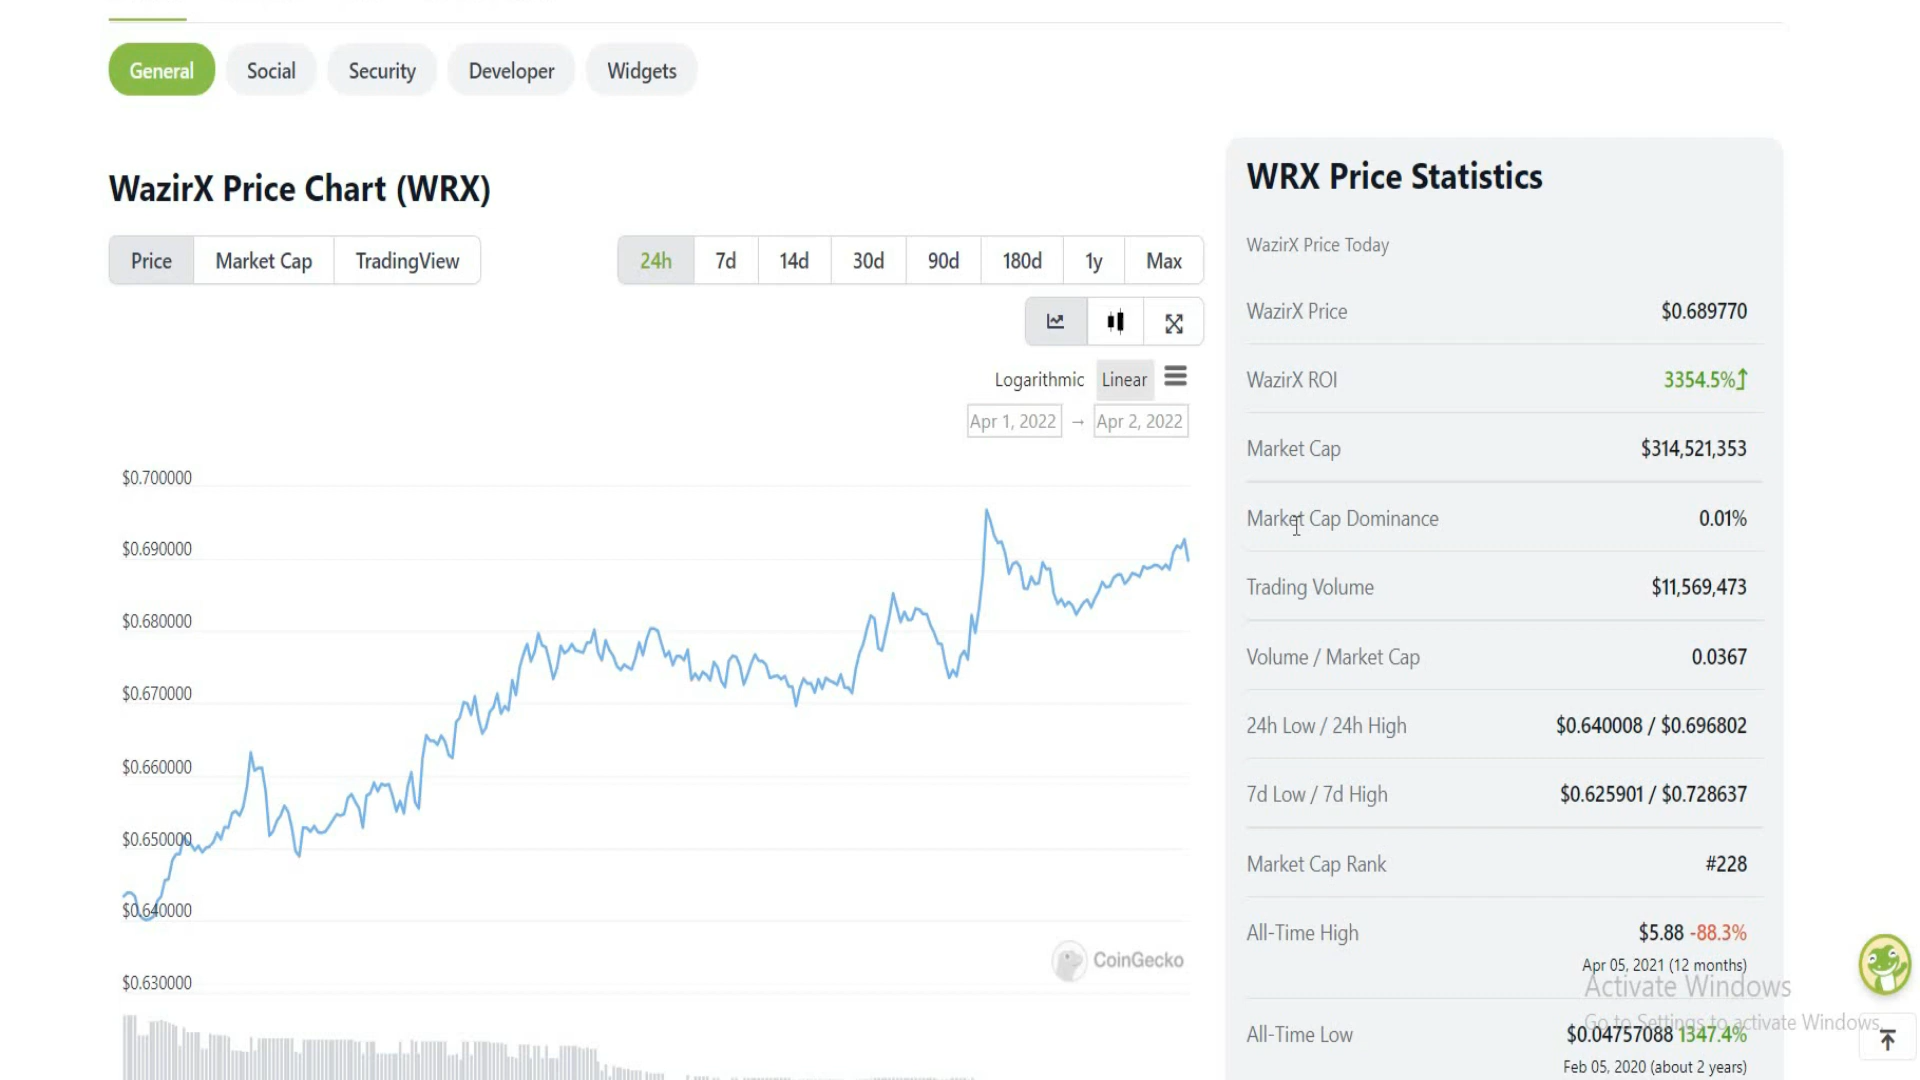 General Social Security Developer Widgets
WazirX Price Chart (WRX)
Price Market Cap TradingView
24h 7d 14d 30d 90d 180d 1y Max
Logarithmic Linear
Apr 1, 2022 → Apr 2, 2022
$0.700000
$0.690000
$0.680000
$0.670000
$0.660000
$0.650000
$0.640000
$0.630000
CoinGecko
WRX Price Statistics
WazirX Price Today
WazirX Price $0.689770
WazirX ROI 3354.5%
Market Cap $314,521,353
Market Cap Dominance 0.01%
Trading Volume $11,569,473
Volume / Market Cap 0.0367
24h Low / 24h High $0.640008 / $0.696802
7d Low / 7d High $0.625901 / $0.728637
Market Cap Rank #228
All-Time High $5.88 -88.3%
Apr 05, 2021 (12 months)
Activate Windows
Go to Settings to activate Windows.
All-Time Low $0.04757088 1347.4%
Feb 05, 2020 (about 2 years)